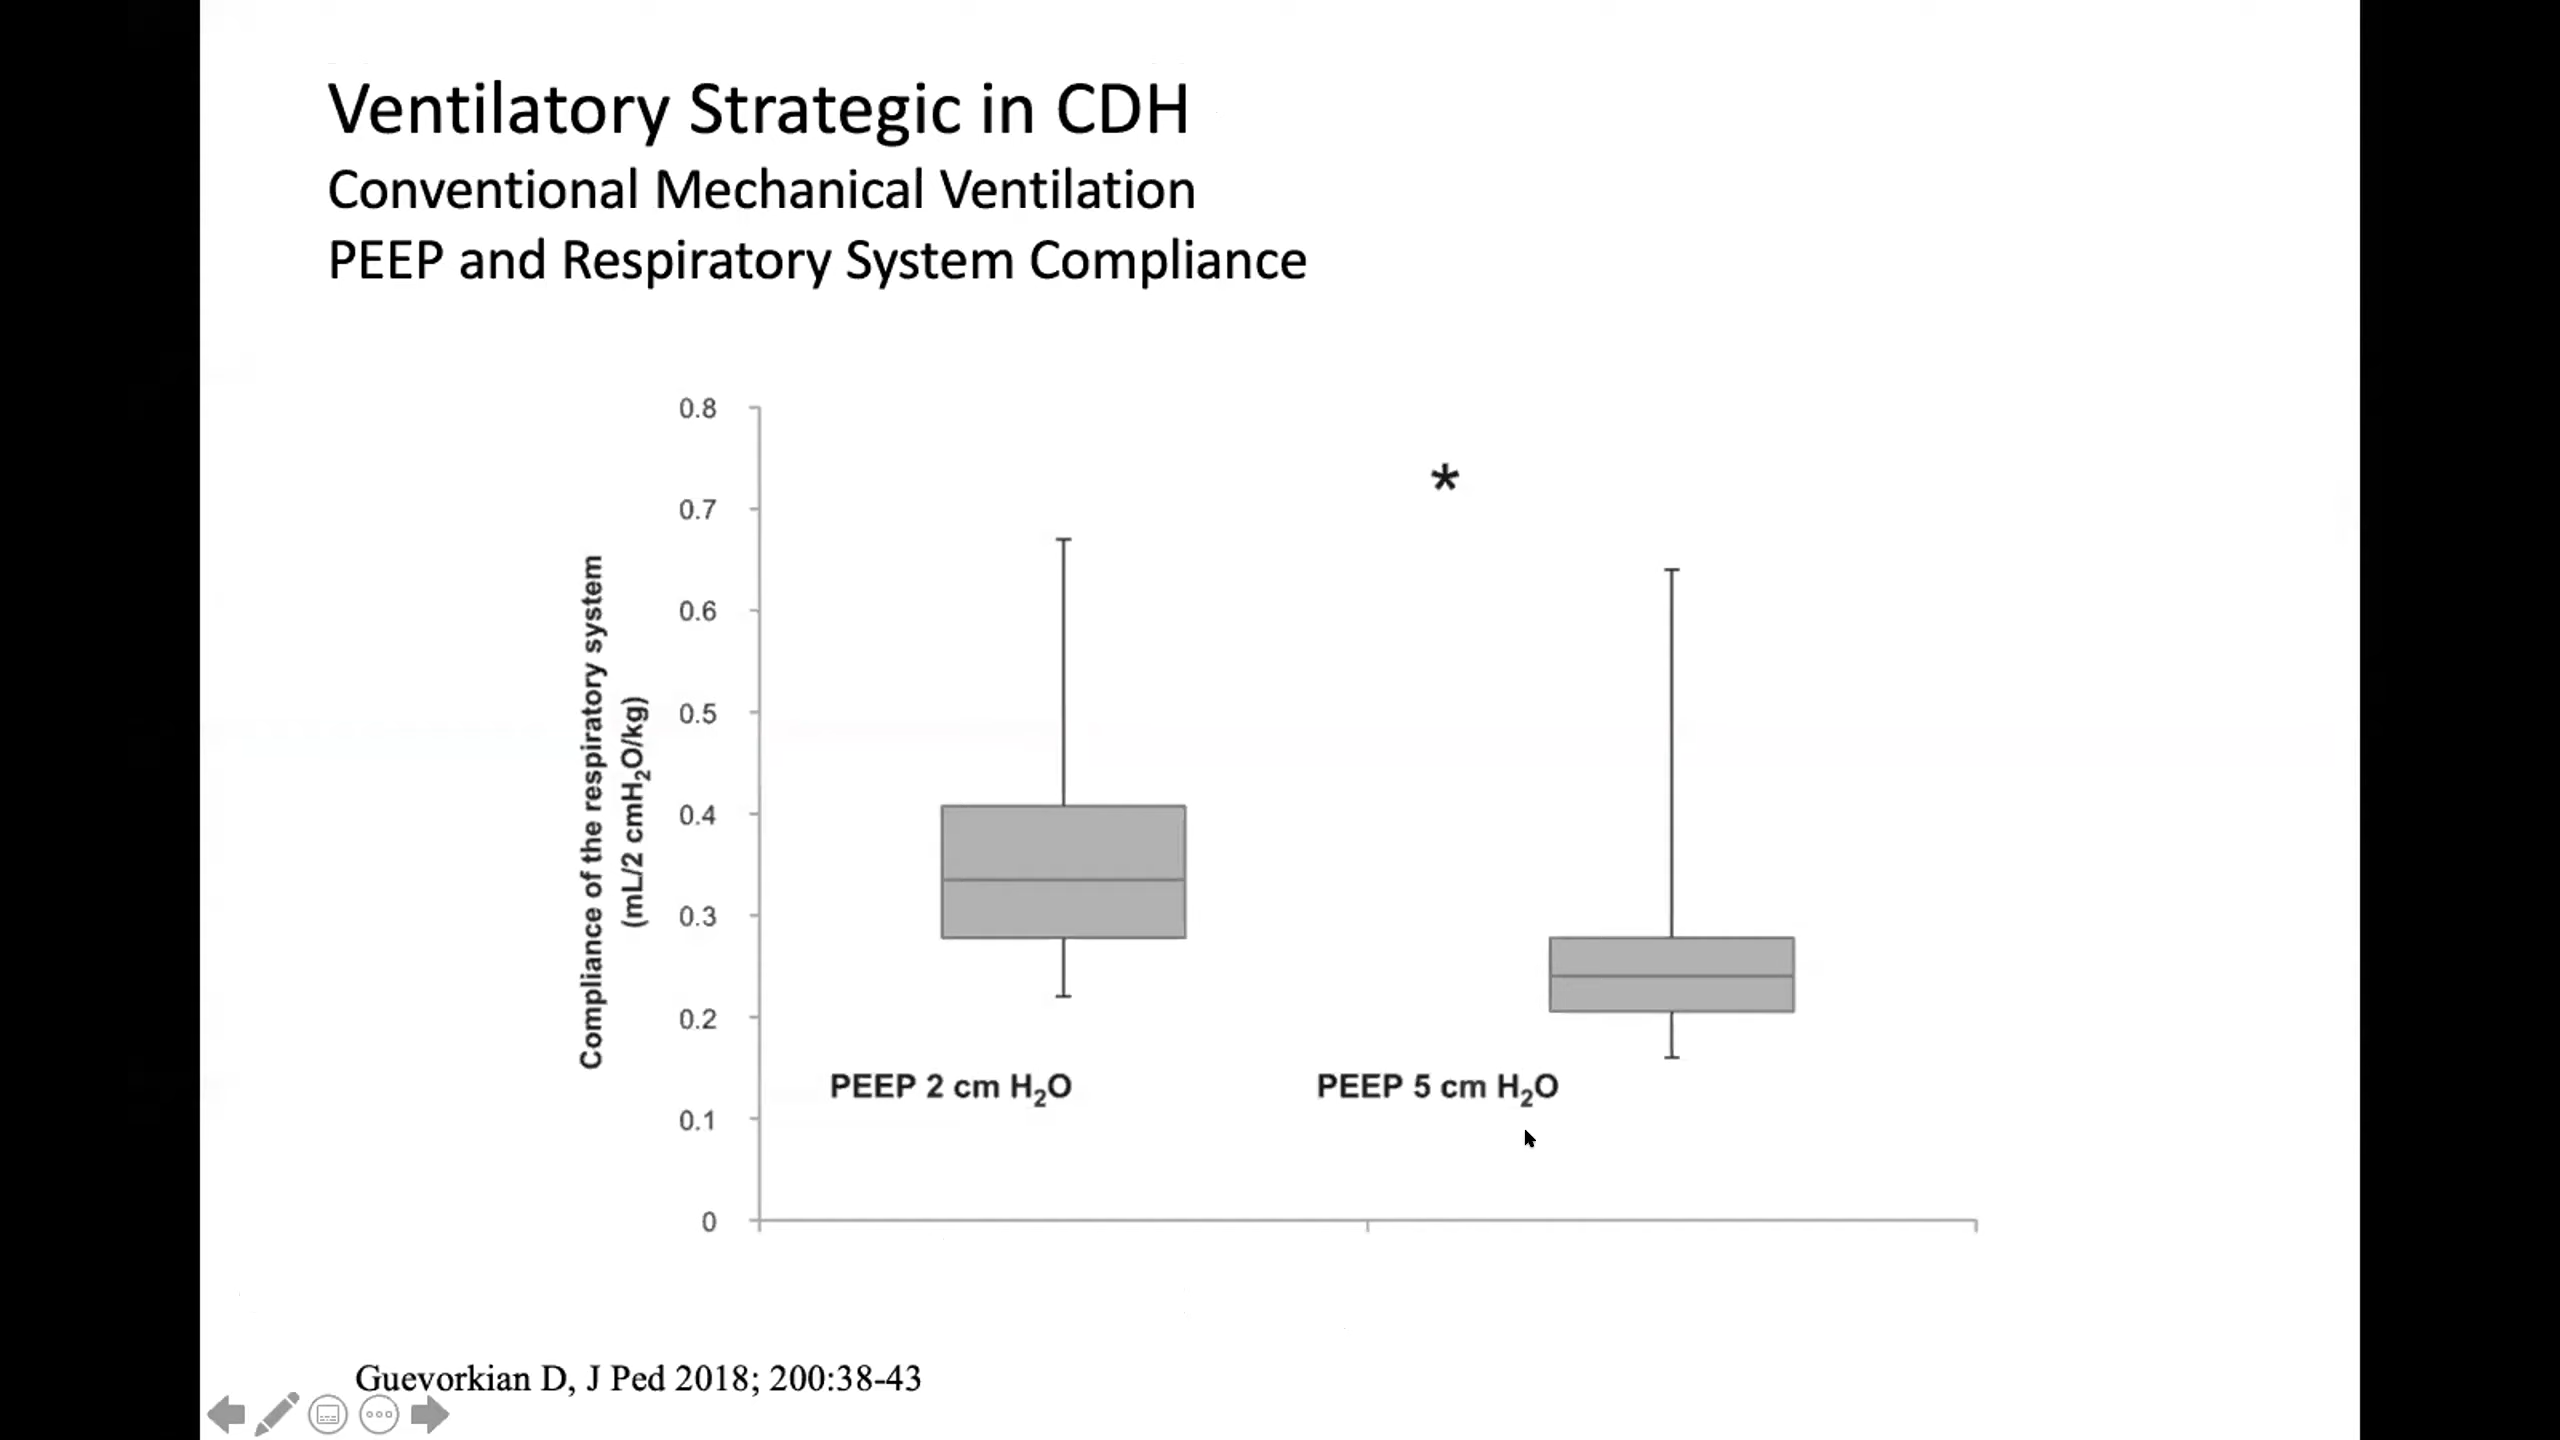 Ventilatory Strategic in CDH
Conventional Mechanical Ventilation
PEEP and Respiratory System Compliance
Compliance of the respiratory system
(mL/2 cmH₂O/kg)
0.8
0.7
0.6
0.5
0.4
0.3
0.2
0.1
0
*
PEEP 2 cm H₂O
PEEP 5 cm H₂O
Guevorkian D, J Ped 2018; 200:38-43